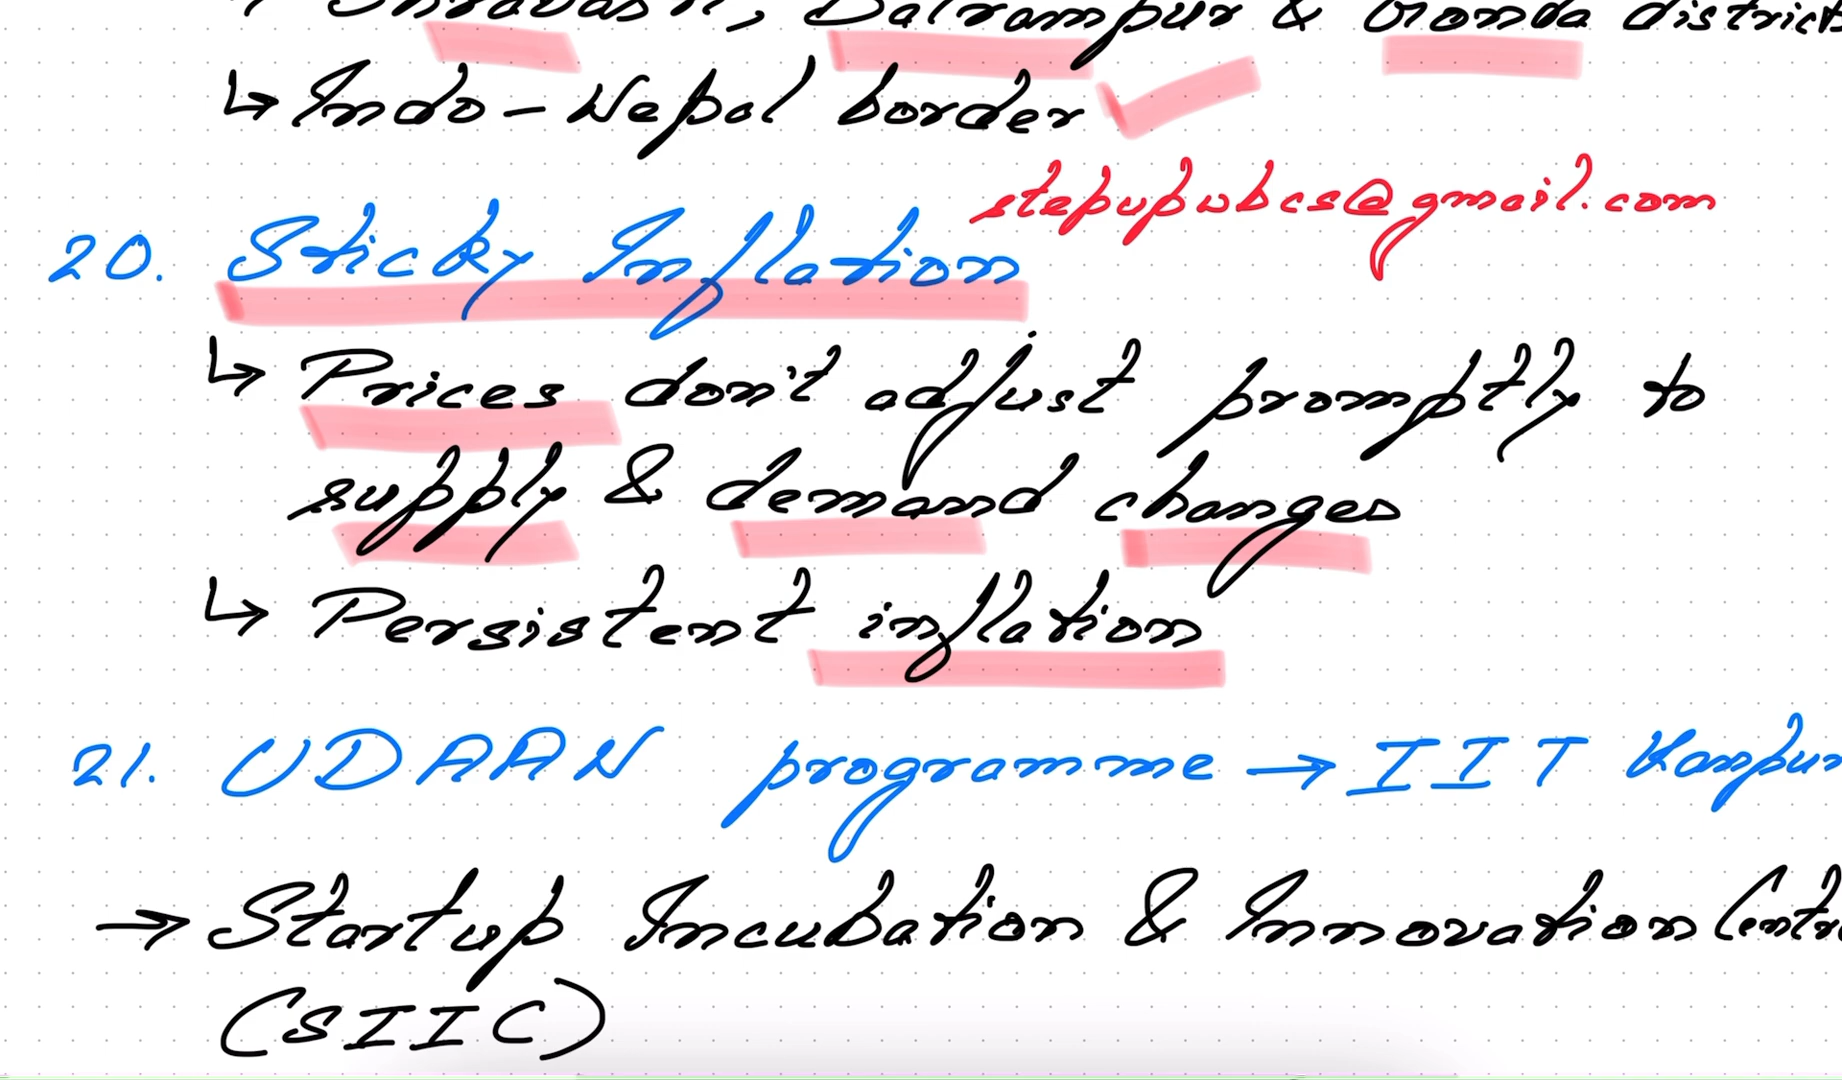 Shravasti, Balrampur & Gonda district
↳ Indo-Nepal border
stepupupscs@gmail.com
20. Sticky Inflation
↳ Prices don't adjust promptly to
supply & demand changes
↳ Persistent inflation
21. UDAAN programme → IIT Kanpur
→ Startup Incubation & Innovation Centre
(SIIC)